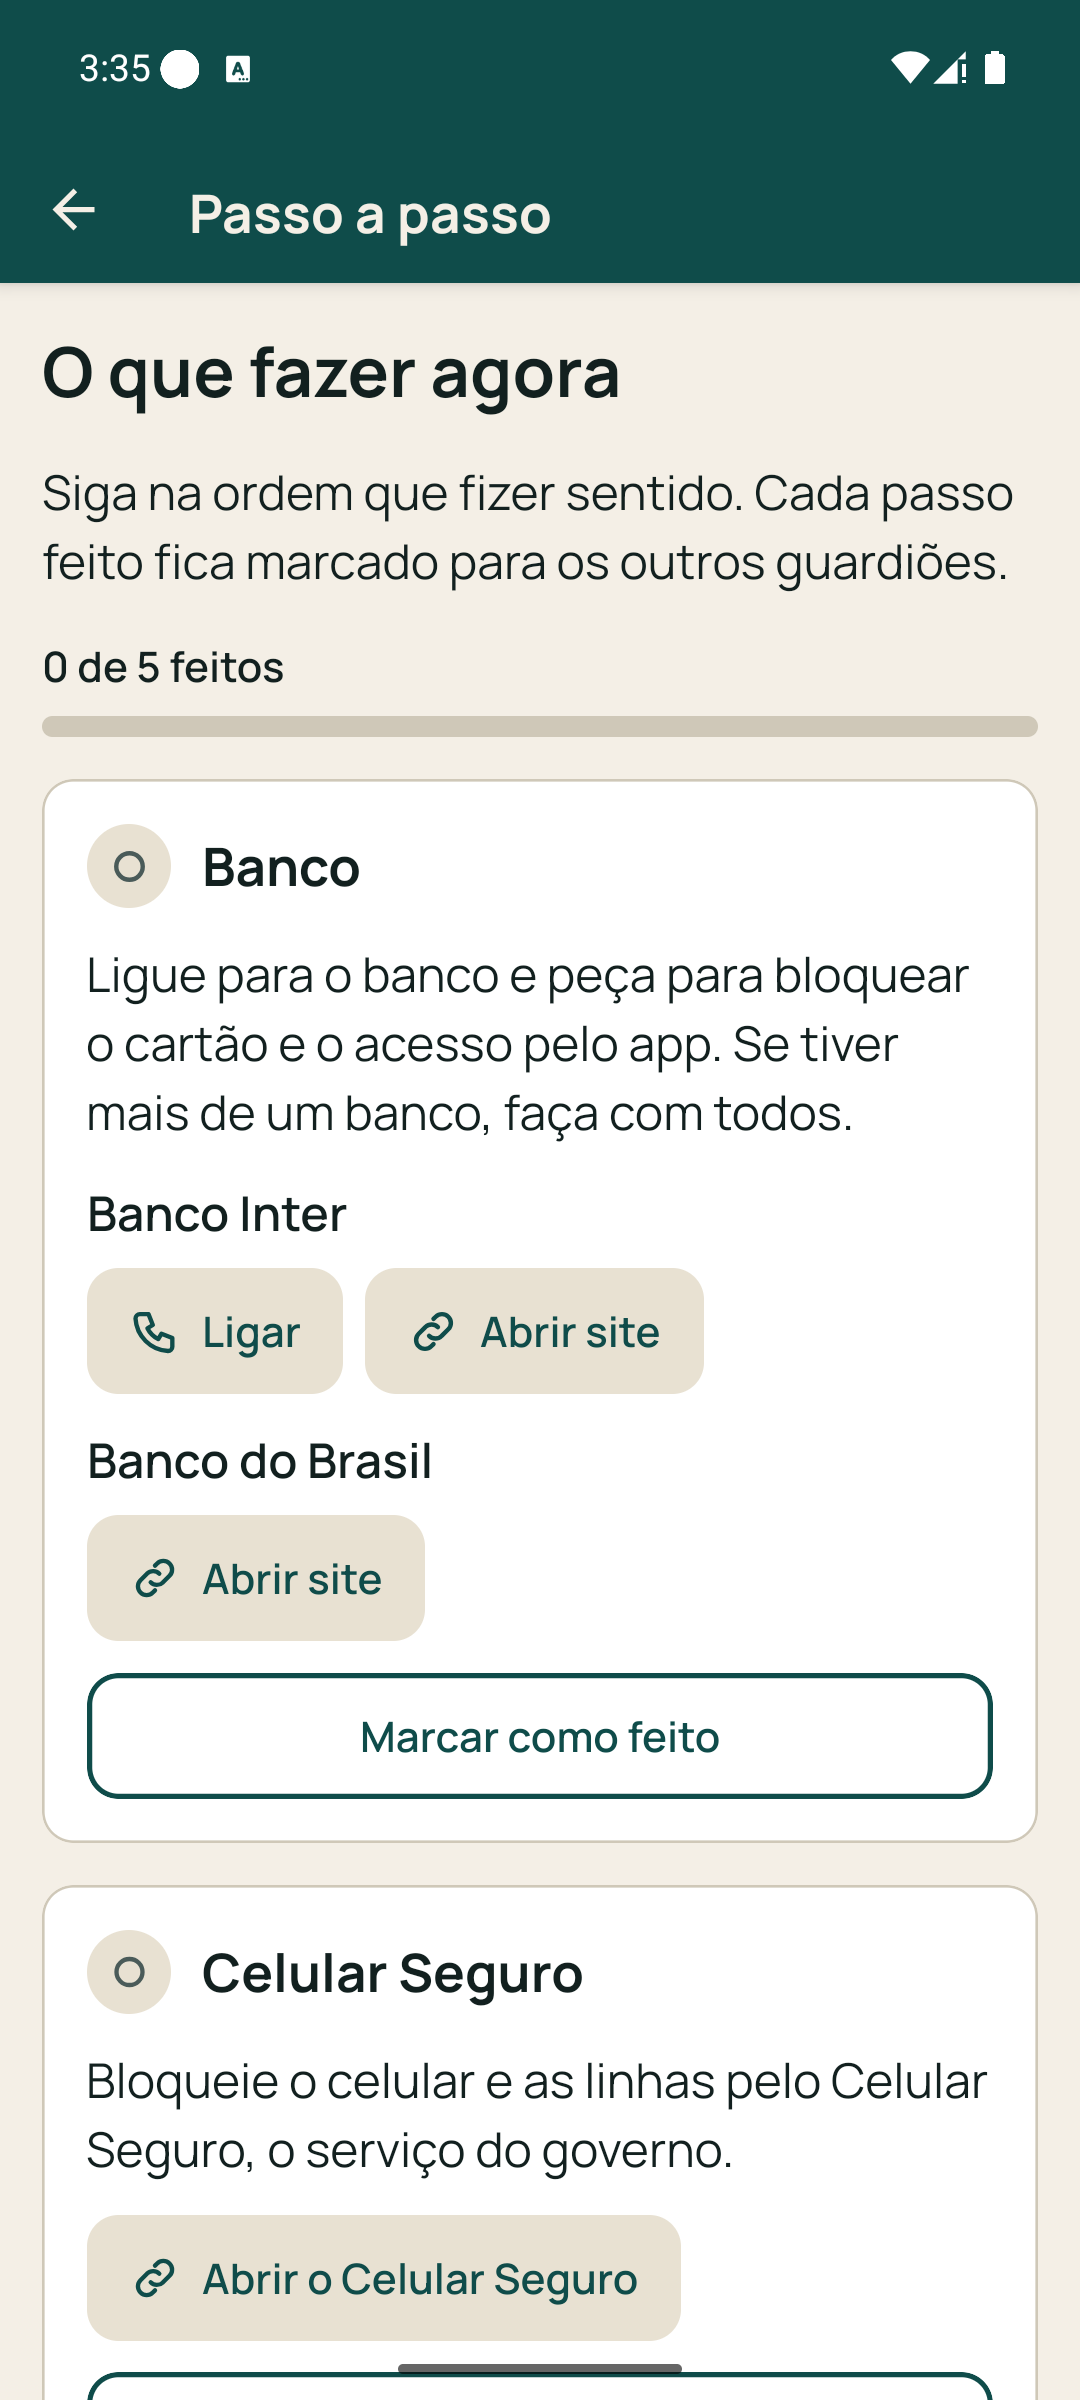 3:35
A
Passo a passo
O que fazer agora
Siga na ordem que fizer sentido. Cada passo
feito fica marcado para os outros guardiões.
0 de 5 feitos
Banco
Ligue para o banco e peça para bloquear
o cartão e o acesso pelo app. Se tiver
mais de um banco, faça com todos.
Banco Inter
Ligar
Abrir site
Banco do Brasil
Abrir site
Marcar como feito
Celular Seguro
Bloqueie o celular e as linhas pelo Celular
Seguro, o serviço do governo.
Abrir o Celular Seguro